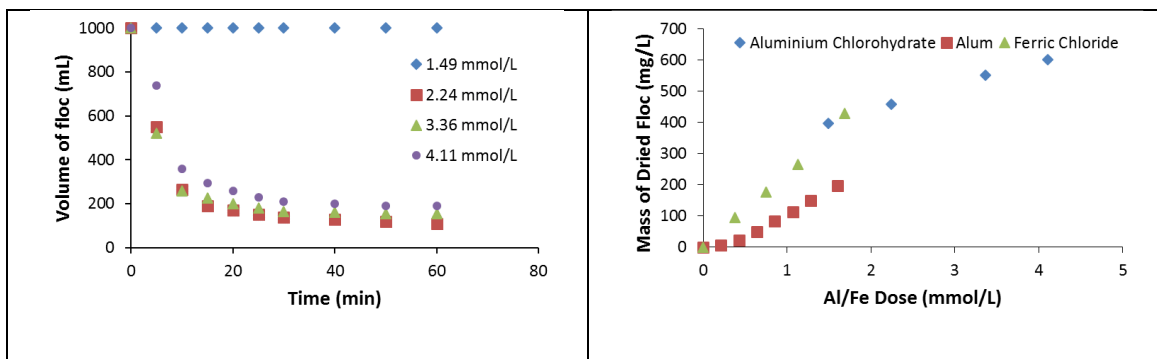 Volume of floc (mL)
1000
800
600
400
200
0
1.49 mmol/L
2.24 mmol/L
3.36 mmol/L
4.11 mmol/L
0 20 40 60 80
Time (min)
Mass of Dried Floc (mg/L)
700
Aluminium Chlorohydrate Alum Ferric Chloride
600
500
400
300
200
100
0
0 1 2 3 4 5
Al/Fe Dose (mmol/L)